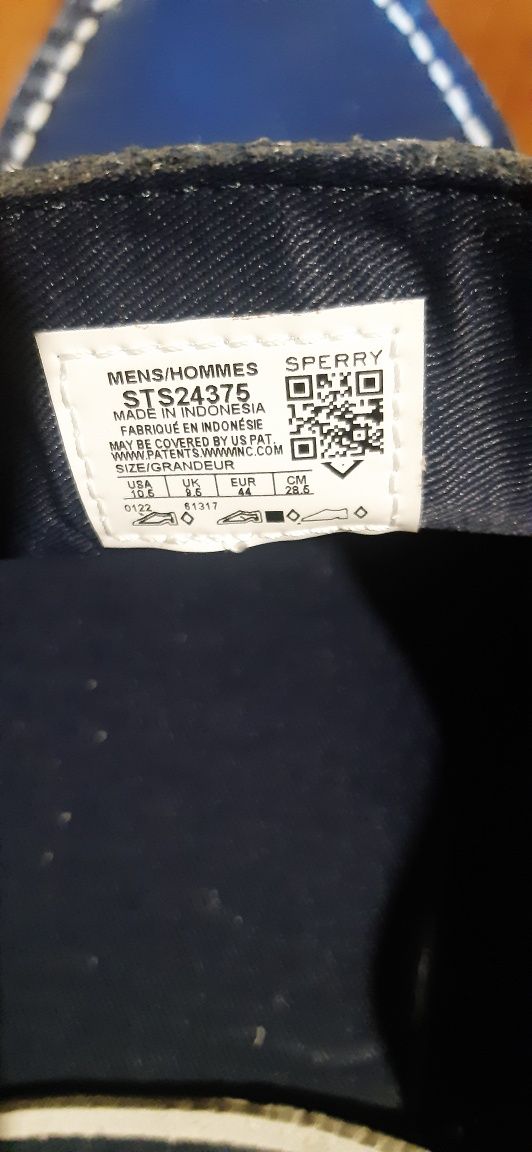 MENS/HOMMES
SPERRY
STS24375
MADE IN INDONESIA
FABRIQUÉ EN INDONÉSIE
MAY BE COVERED BY US PAT.
WWW.PATENTS.WWWINC.COM
SIZE/GRANDEUR
USA UK EUR CM
10.5 9.5 44 28.5
0122 61317